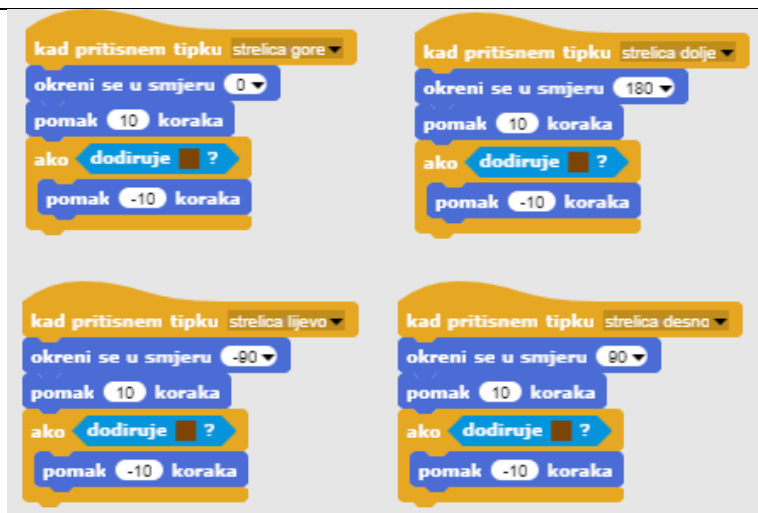 kad pritisnem tipku strelica gore
okreni se u smjeru 0
pomak 10 koraka
ako dodiruje ?
pomak -10 koraka
kad pritisnem tipku strelica dolje
okreni se u smjeru 180
pomak 10 koraka
ako dodiruje ?
pomak -10 koraka
kad pritisnem tipku strelica lijevo
okreni se u smjeru -90
pomak 10 koraka
ako dodiruje ?
pomak -10 koraka
kad pritisnem tipku strelica desno
okreni se u smjeru 90
pomak 10 koraka
ako dodiruje ?
pomak -10 koraka